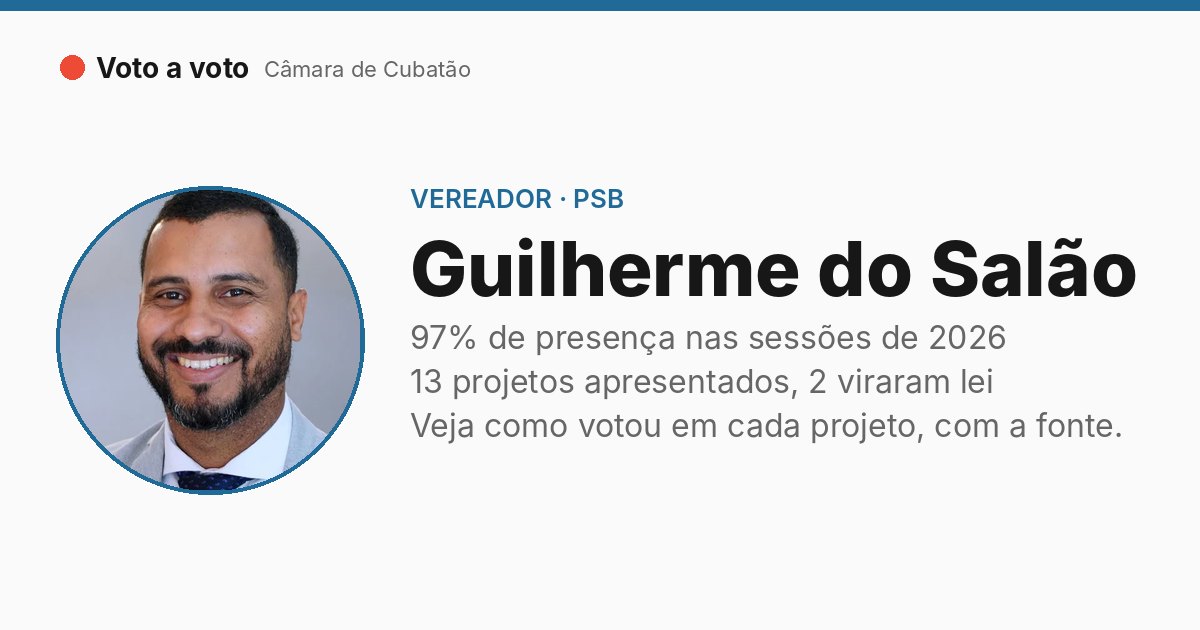 Voto a voto Câmara de Cubatão
VEREADOR · PSB
Guilherme do Salão
97% de presença nas sessões de 2026
13 projetos apresentados, 2 viraram lei
Veja como votou em cada projeto, com a fonte.